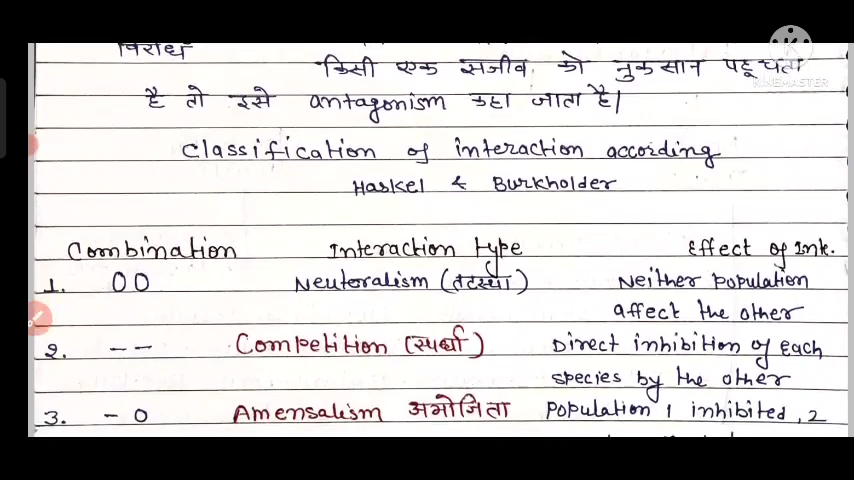 विरोध
किसी एक सजीव को नुकसान पहूचता
है तो इसे antagonism कहा जाता है।
Classification of interaction according
Haskel & Burkholder
Combination Interaction type Effect of Int.
1. 00 Neuteralism (तटस्था) Neither population
affect the other
2. -- Competition (स्पर्धा) Direct inhibition of each
species by the other
3. - 0 Amensalism अमोजिता Population 1 inhibited, 2
KINEMASTER